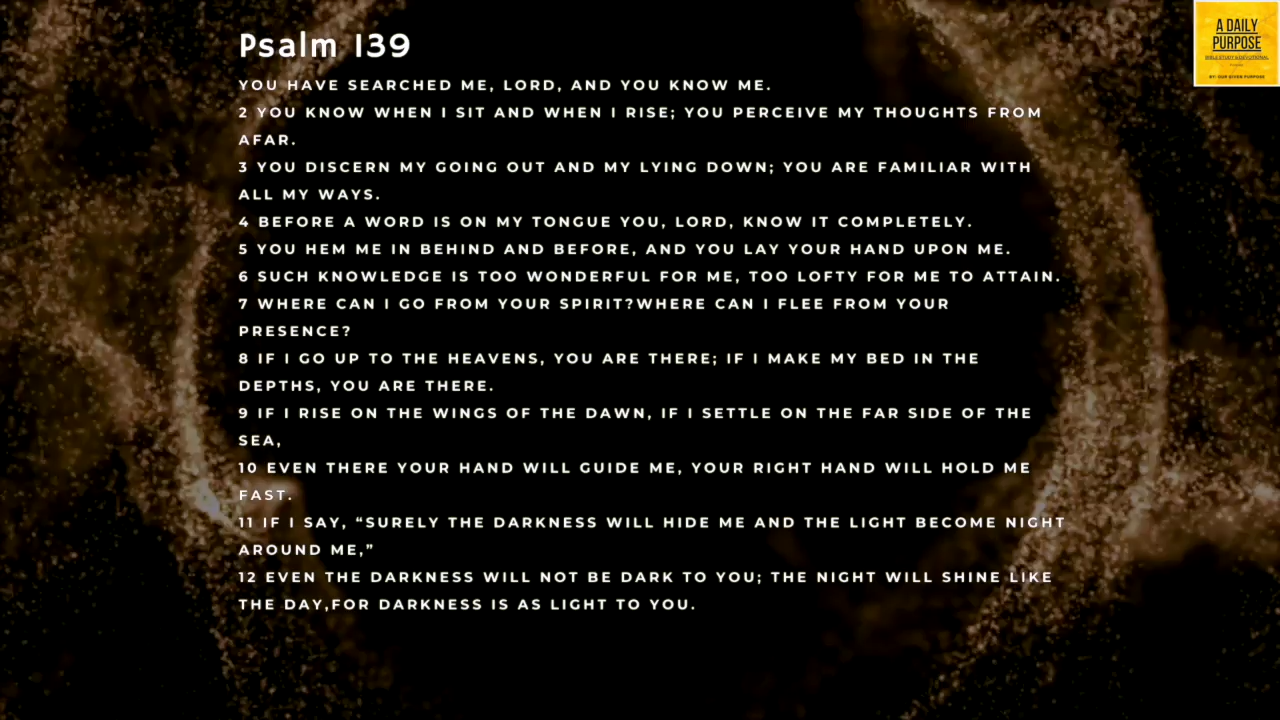 Psalm 139
YOU HAVE SEARCHED ME, LORD, AND YOU KNOW ME.
2 YOU KNOW WHEN I SIT AND WHEN I RISE; YOU PERCEIVE MY THOUGHTS FROM
AFAR.
3 YOU DISCERN MY GOING OUT AND MY LYING DOWN; YOU ARE FAMILIAR WITH
ALL MY WAYS.
4 BEFORE A WORD IS ON MY TONGUE YOU, LORD, KNOW IT COMPLETELY.
5 YOU HEM ME IN BEHIND AND BEFORE, AND YOU LAY YOUR HAND UPON ME.
6 SUCH KNOWLEDGE IS TOO WONDERFUL FOR ME, TOO LOFTY FOR ME TO ATTAIN.
7 WHERE CAN I GO FROM YOUR SPIRIT?WHERE CAN I FLEE FROM YOUR
PRESENCE?
8 IF I GO UP TO THE HEAVENS, YOU ARE THERE; IF I MAKE MY BED IN THE
DEPTHS, YOU ARE THERE.
9 IF I RISE ON THE WINGS OF THE DAWN, IF I SETTLE ON THE FAR SIDE OF THE
SEA,
10 EVEN THERE YOUR HAND WILL GUIDE ME, YOUR RIGHT HAND WILL HOLD ME
FAST.
11 IF I SAY, “SURELY THE DARKNESS WILL HIDE ME AND THE LIGHT BECOME NIGHT
AROUND ME,”
12 EVEN THE DARKNESS WILL NOT BE DARK TO YOU; THE NIGHT WILL SHINE LIKE
THE DAY,FOR DARKNESS IS AS LIGHT TO YOU.
A DAILY
PURPOSE
BIBLE STUDY & DEVOTIONAL
BY: OUR GIVEN PURPOSE